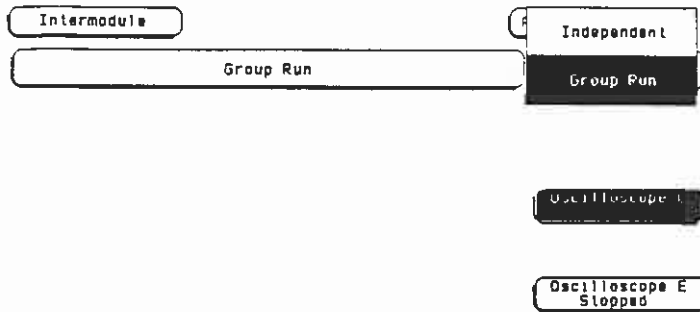 Intermodule
Independent
Group Run
Group Run
Oscilloscope
Oscilloscope E
Stopped